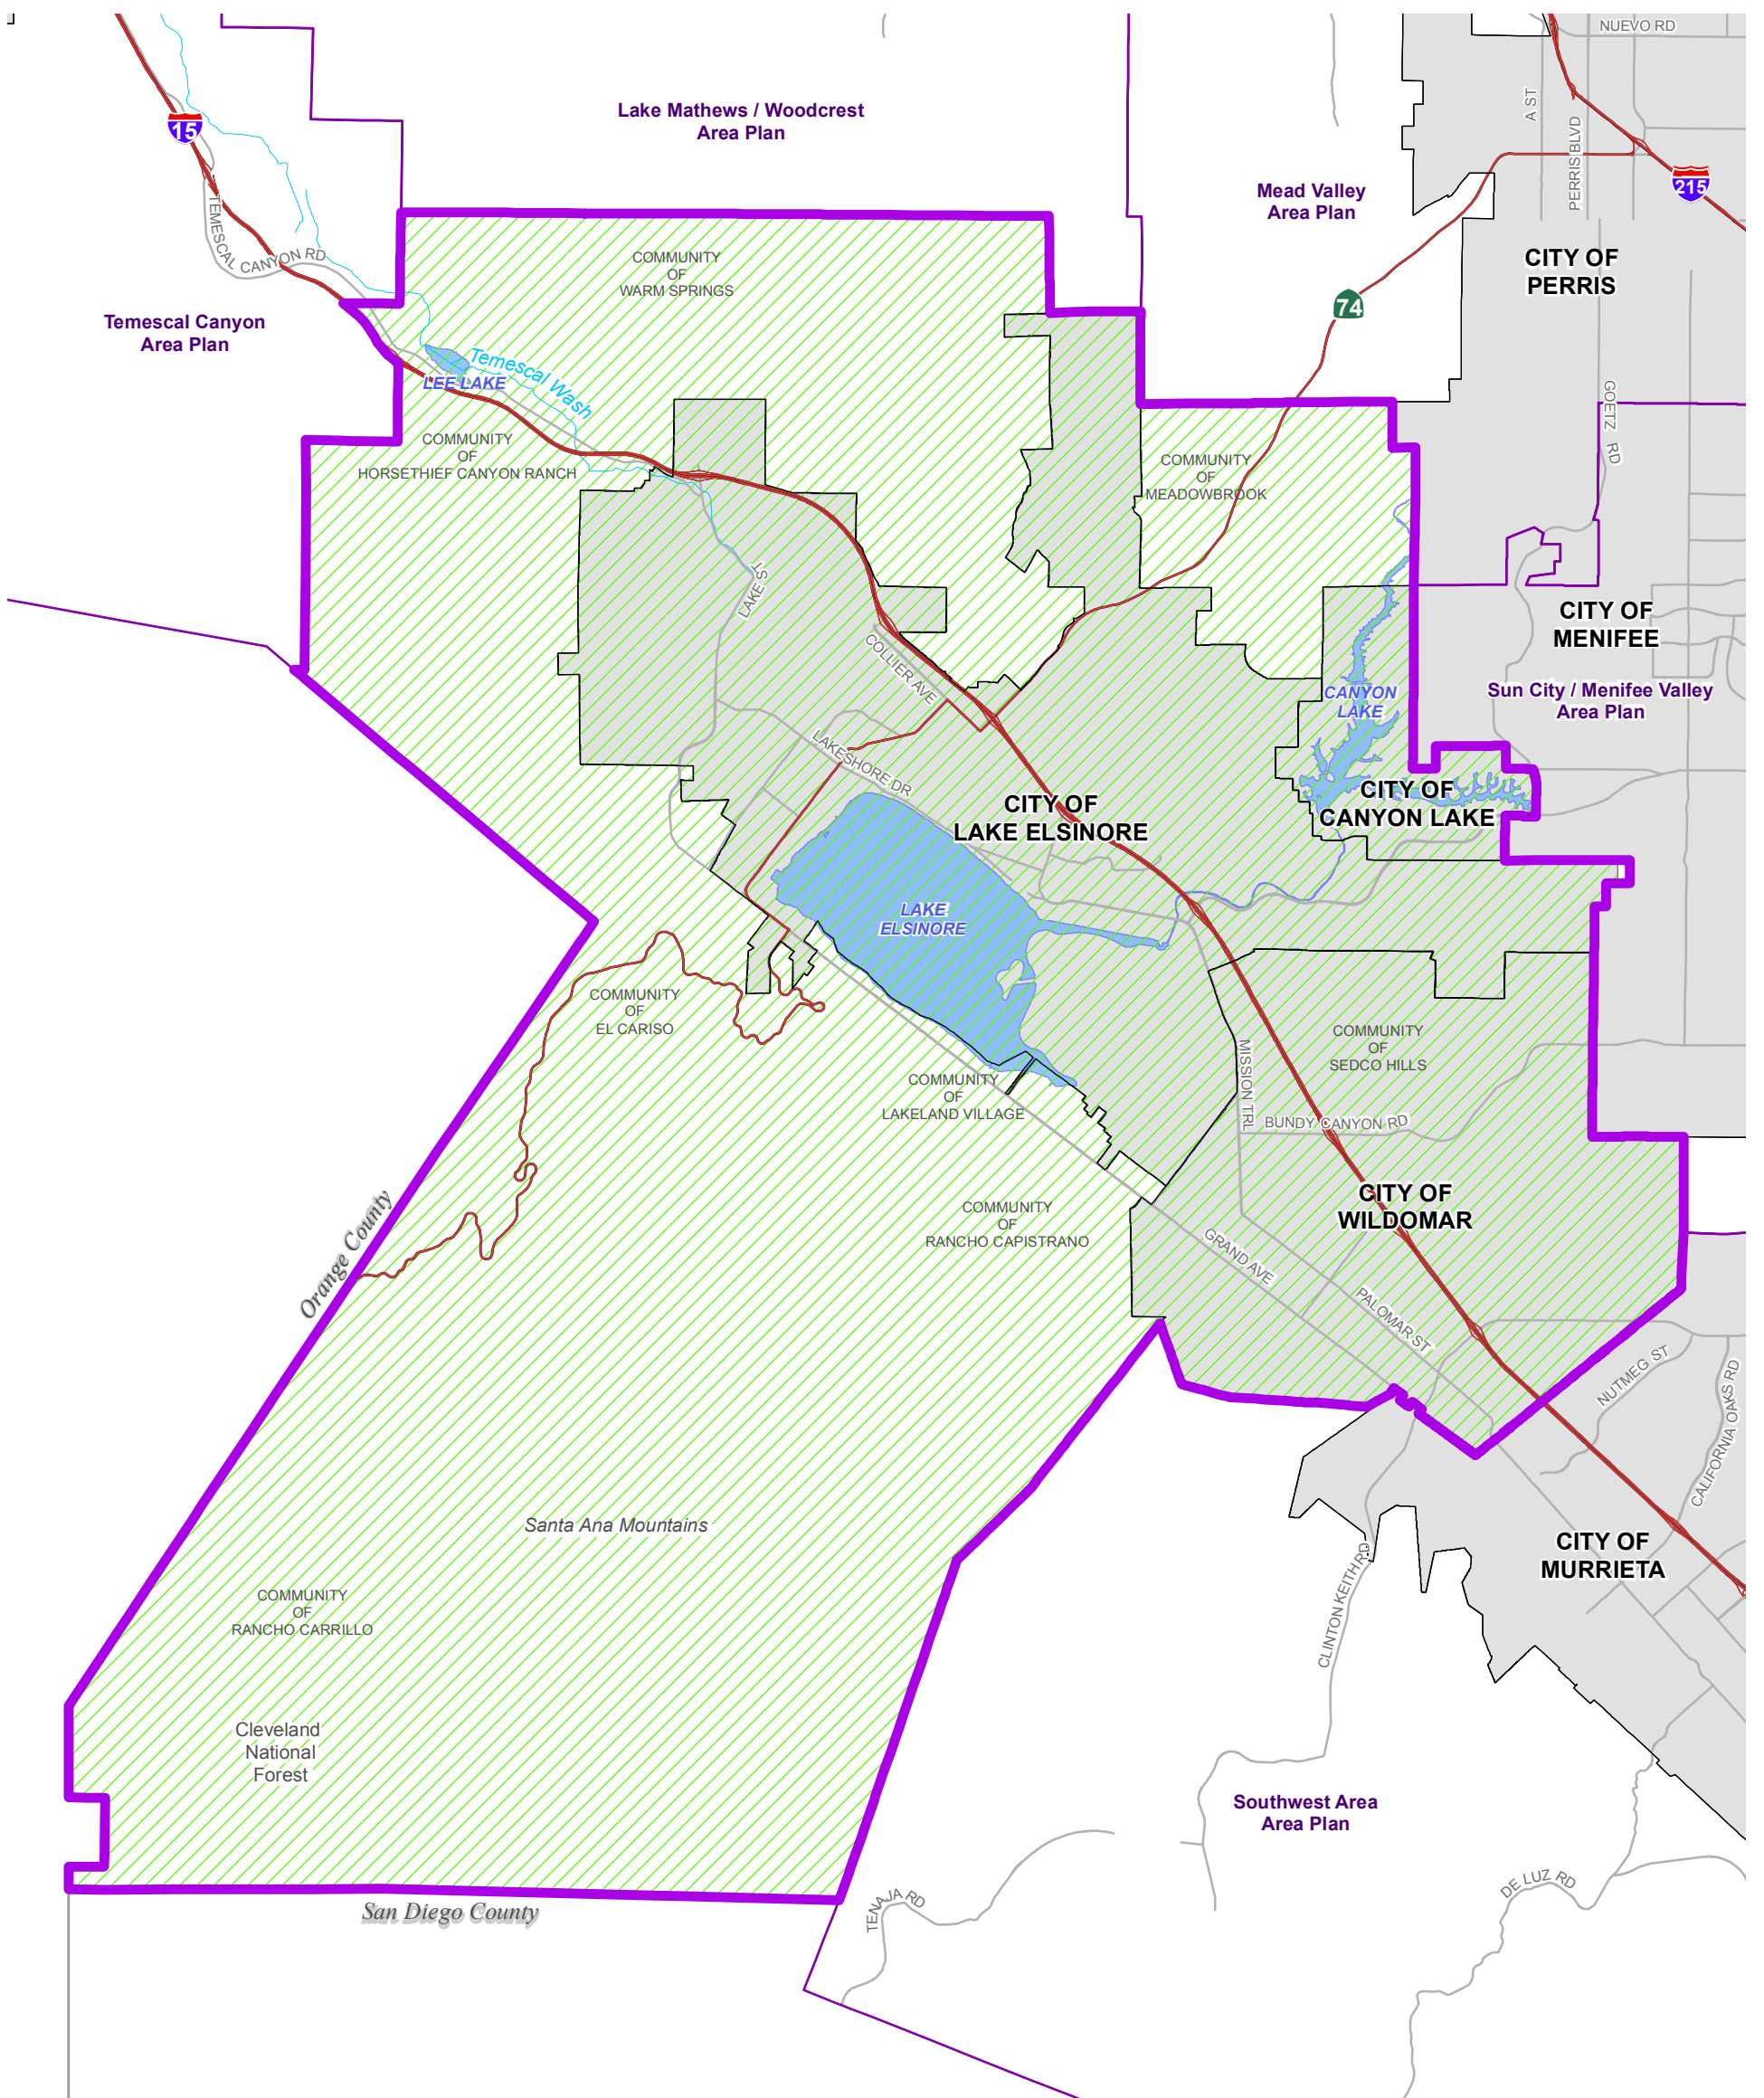 NUEVO RD
A ST
PERRIS BLVD
Lake Mathews / Woodcrest
Area Plan
15
Mead Valley
Area Plan
215
TEMESCAL CANYON RD
COMMUNITY
OF
WARM SPRINGS
CITY OF
PERRIS
74
Temescal Canyon
Area Plan
Temescal Wash
LEE LAKE
GOETZ RD
COMMUNITY
OF
HORSETHIEF CANYON RANCH
COMMUNITY
OF
MEADOWBROOK
LAKE ST
CITY OF
MENIFEE
COLLIER AVE
Sun City / Menifee Valley
Area Plan
CANYON
LAKE
LAKESHORE DR
CITY OF
LAKE ELSINORE
CITY OF
CANYON LAKE
LAKE
ELSINORE
COMMUNITY
OF
EL CARISO
COMMUNITY
OF
SEDCO HILLS
MISSION TRL
COMMUNITY
OF
LAKELAND VILLAGE
BUNDY CANYON RD
Orange County
CITY OF
WILDOMAR
COMMUNITY
OF
RANCHO CAPISTRANO
GRAND AVE
PALOMAR ST
NUTMEG ST
CALIFORNIA OAKS RD
Santa Ana Mountains
CITY OF
MURRIETA
CLINTON KEITH RD
COMMUNITY
OF
RANCHO CARRILLO
Cleveland
National
Forest
Southwest Area
Area Plan
San Diego County
TENAJA RD
DE LUZ RD